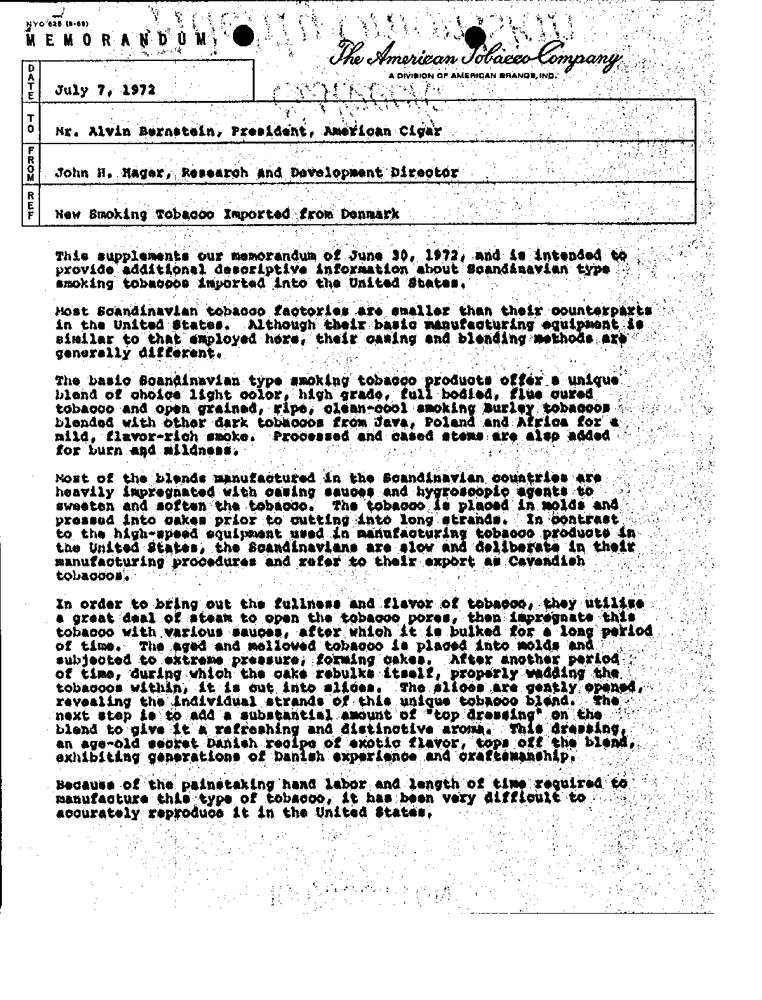 NYO 628 (8-68)
MEMORANDUM
The American Tobacco Company
A DIVISION OF AMERICAN BRANDS, INC.
DATE
July 7, 1972
TO
Mr. Alvin Bernstein, President, American Cigar
FROM
John H. Hager, Research and Development Director
REF
New Smoking Tobacco Imported from Denmark
This supplements our memorandum of June 30, 1972, and is intended to
provide additional descriptive information about Scandinavian type
smoking tobaccos imported into the United States.
Most Scandinavian tobacco factories are smaller than their counterparts
in the United States. Although their basic manufacturing equipment is
similar to that employed here, their casing and blending methods are
generally different.
The basic Scandinavian type smoking tobacco products offer a unique
blend of choice light color, high grade, full bodied, flue cured
tobacco and open grained, ripe, clean-cool smoking Burley tobaccos
blended with other dark tobaccos from Java, Poland and Africa for a
mild, flavor-rich smoke. Processed and cased stems are also added
for burn and mildness.
Most of the blends manufactured in the Scandinavian countries are
heavily impregnated with casing sauces and hygroscopic agents to
sweeten and soften the tobacco. The tobacco is placed in molds and
pressed into cakes prior to cutting into long strands. In contrast
to the high-speed equipment used in manufacturing tobacco products in
the United States, the Scandinavians are slow and deliberate in their
manufacturing procedures and refer to their export as Cavendish
tobaccos.
In order to bring out the fullness and flavor of tobacco, they utilize
a great deal of steam to open the tobacco pores, then impregnate this
tobacco with various sauces, after which it is bulked for a long period
of time. The aged and mellowed tobacco is placed into molds and
subjected to extreme pressure, forming cakes. After another period
of time, during which the cake rebulks itself, properly wedding the
tobaccos within, it is cut into slices. The slices are gently opened,
revealing the individual strands of this unique tobacco blend. The
next step is to add a substantial amount of "top dressing" on the
blend to give it a refreshing and distinctive aroma. This dressing,
an age-old secret Danish recipe of exotic flavor, tops off the blend,
exhibiting generations of Danish experience and craftsmanship.
Because of the painstaking hand labor and length of time required to
manufacture this type of tobacco, it has been very difficult to
accurately reproduce it in the United States.